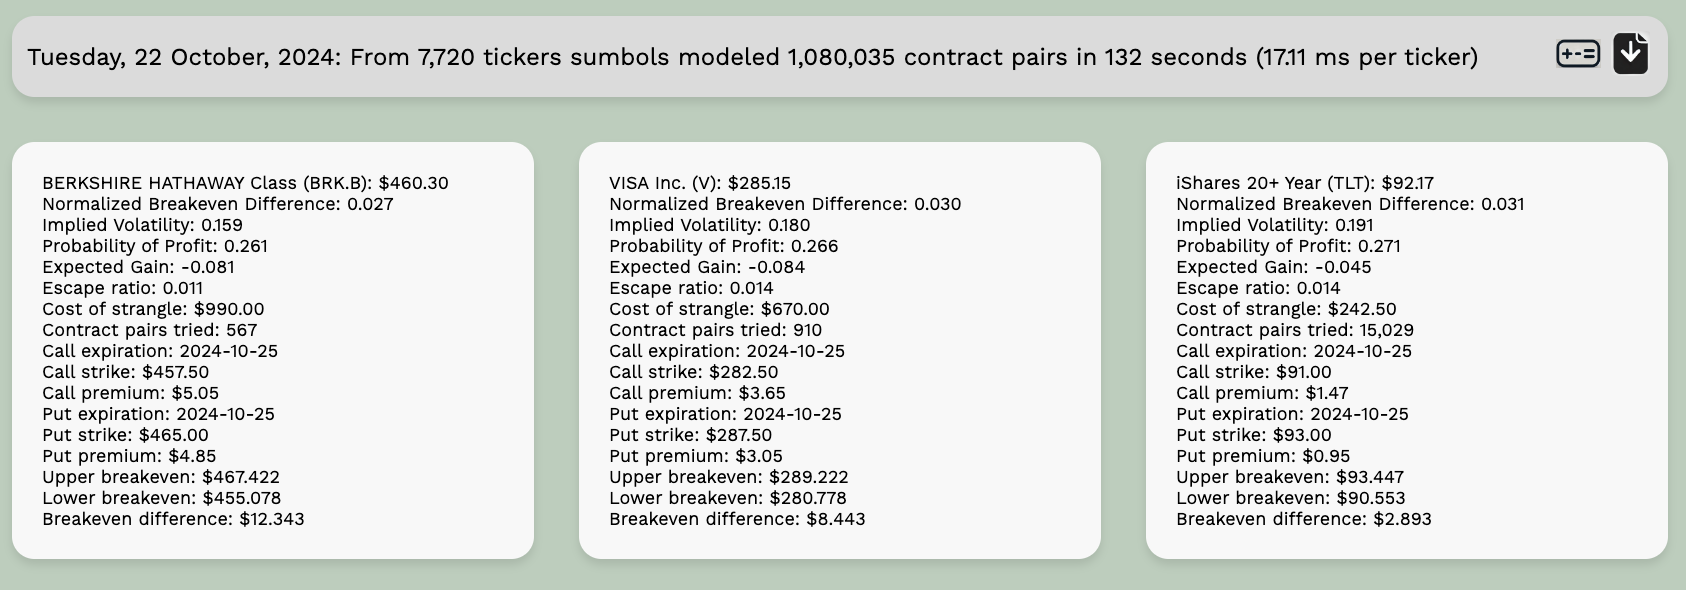 Tuesday, 22 October, 2024: From 7,720 tickers sumbols modeled 1,080,035 contract pairs in 132 seconds (17.11 ms per ticker)
BERKSHIRE HATHAWAY Class (BRK.B): $460.30
Normalized Breakeven Difference: 0.027
Implied Volatility: 0.159
Probability of Profit: 0.261
Expected Gain: -0.081
Escape ratio: 0.011
Cost of strangle: $990.00
Contract pairs tried: 567
Call expiration: 2024-10-25
Call strike: $457.50
Call premium: $5.05
Put expiration: 2024-10-25
Put strike: $465.00
Put premium: $4.85
Upper breakeven: $467.422
Lower breakeven: $455.078
Breakeven difference: $12.343
VISA Inc. (V): $285.15
Normalized Breakeven Difference: 0.030
Implied Volatility: 0.180
Probability of Profit: 0.266
Expected Gain: -0.084
Escape ratio: 0.014
Cost of strangle: $670.00
Contract pairs tried: 910
Call expiration: 2024-10-25
Call strike: $282.50
Call premium: $3.65
Put expiration: 2024-10-25
Put strike: $287.50
Put premium: $3.05
Upper breakeven: $289.222
Lower breakeven: $280.778
Breakeven difference: $8.443
iShares 20+ Year (TLT): $92.17
Normalized Breakeven Difference: 0.031
Implied Volatility: 0.191
Probability of Profit: 0.271
Expected Gain: -0.045
Escape ratio: 0.014
Cost of strangle: $242.50
Contract pairs tried: 15,029
Call expiration: 2024-10-25
Call strike: $91.00
Call premium: $1.47
Put expiration: 2024-10-25
Put strike: $93.00
Put premium: $0.95
Upper breakeven: $93.447
Lower breakeven: $90.553
Breakeven difference: $2.893